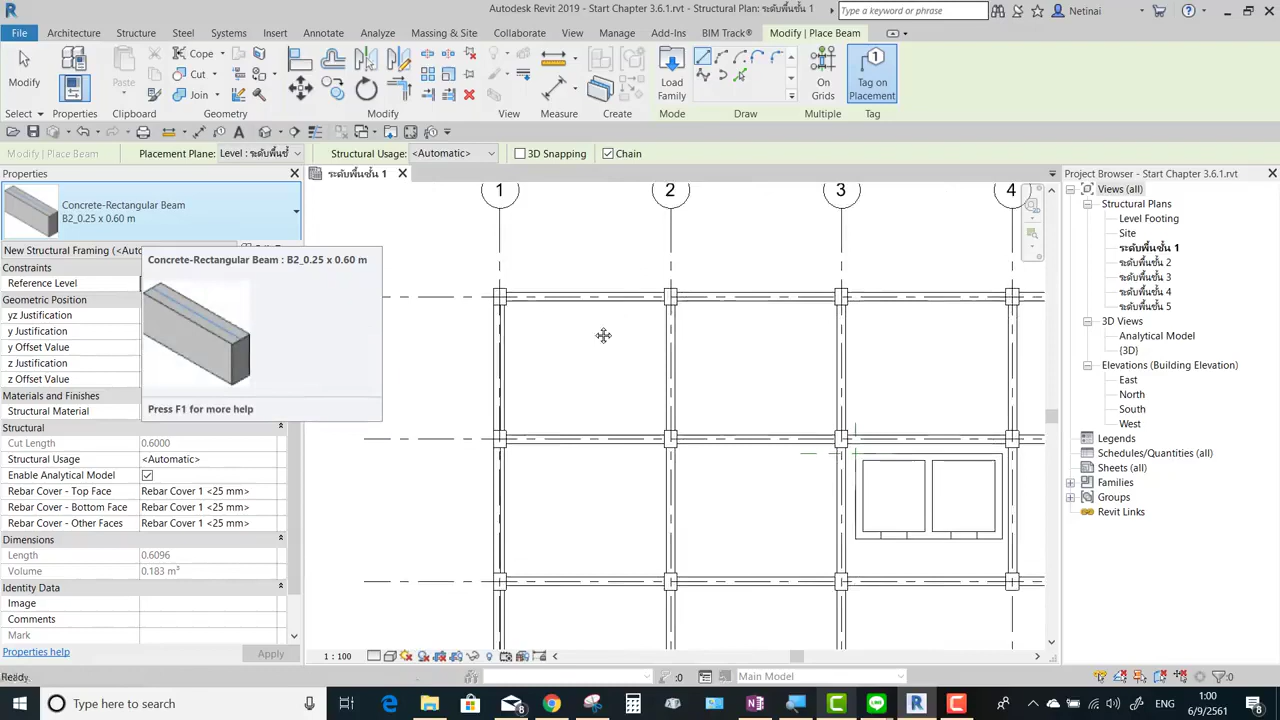 Autodesk Revit 2019 - Start Chapter 3.6.1.rvt - Structural Plan: ระดับพื้นชั้น 1
Type a keyword or phrase
Netinai
File Architecture Structure Steel Systems Insert Annotate Analyze Massing & Site Collaborate View Manage Add-Ins BIM Track® Modify | Place Beam
Modify
Paste
Cope
Cut
Join
Load Family
On Grids
Tag on Placement
Select Properties Clipboard Geometry Modify View Measure Create Mode Draw Multiple Tag
Modify | Place Beam Placement Plane: Level : ระดับพื้นชั้ Structural Usage: <Automatic> 3D Snapping Chain
Properties
ระดับพื้นชั้น 1
Project Browser - Start Chapter 3.6.1.rvt
Concrete-Rectangular Beam
B2_0.25 x 0.60 m
New Structural Framing (<Auto
Concrete-Rectangular Beam : B2_0.25 x 0.60 m
Press F1 for more help
Constraints
Reference Level
Geometric Position
yz Justification
y Justification
y Offset Value
z Justification
z Offset Value
Materials and Finishes
Structural Material
Structural
Cut Length 0.6000
Structural Usage <Automatic>
Enable Analytical Model
Rebar Cover - Top Face Rebar Cover 1 <25 mm>
Rebar Cover - Bottom Face Rebar Cover 1 <25 mm>
Rebar Cover - Other Faces Rebar Cover 1 <25 mm>
Dimensions
Length 0.6096
Volume 0.183 m³
Identity Data
Image
Comments
Mark
Properties help Apply
1 2 3 4
Views (all)
Structural Plans
Level Footing
Site
ระดับพื้นชั้น 1
ระดับพื้นชั้น 2
ระดับพื้นชั้น 3
ระดับพื้นชั้น 4
ระดับพื้นชั้น 5
3D Views
Analytical Model
{3D}
Elevations (Building Elevation)
East
North
South
West
Legends
Schedules/Quantities (all)
Sheets (all)
Families
Groups
Revit Links
1 : 100
Ready
:0
Main Model
:0
Type here to search
ENG
1:00
6/9/2561